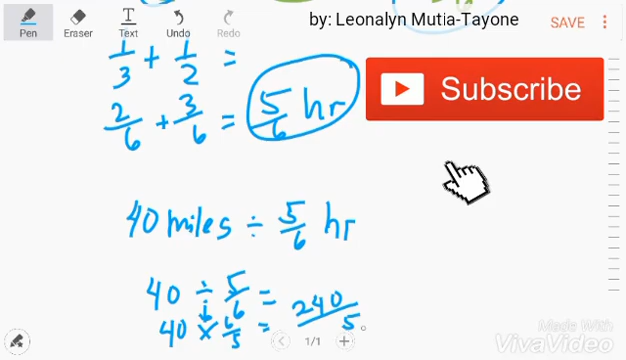 by: Leonalyn Mutia-Tayone
Pen Eraser Text Undo Redo SAVE
1/3 + 1/2 =
2/6 + 3/6 = 5/6 hr
Subscribe
40 miles ÷ 5/6 hr
40 ÷ 5/6 =
40 × 6/5 = 240/5
1/1
Made With
VivaVideo